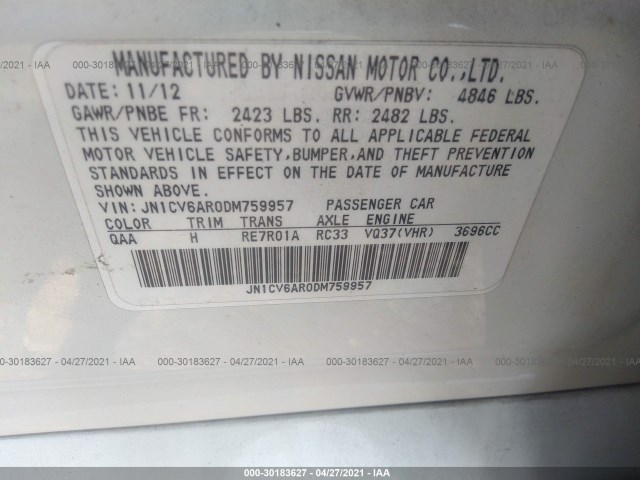 MANUFACTURED BY NISSAN MOTOR CO.,LTD.
DATE: 11/12 GVWR/PNBV: 4846 LBS.
GAWR/PNBE FR: 2423 LBS. RR: 2482 LBS.
THIS VEHICLE CONFORMS TO ALL APPLICABLE FEDERAL
MOTOR VEHICLE SAFETY,BUMPER,AND THEFT PREVENTION
STANDARDS IN EFFECT ON THE DATE OF MANUFACTURE
SHOWN ABOVE.
VIN: JN1CV6AR0DM759957 PASSENGER CAR
COLOR TRIM TRANS AXLE ENGINE
QAA H RE7R01A RC33 VQ37(VHR) 3696CC
JN1CV6AR0DM759957
000-30183627 - 04/27/2021 - IAA